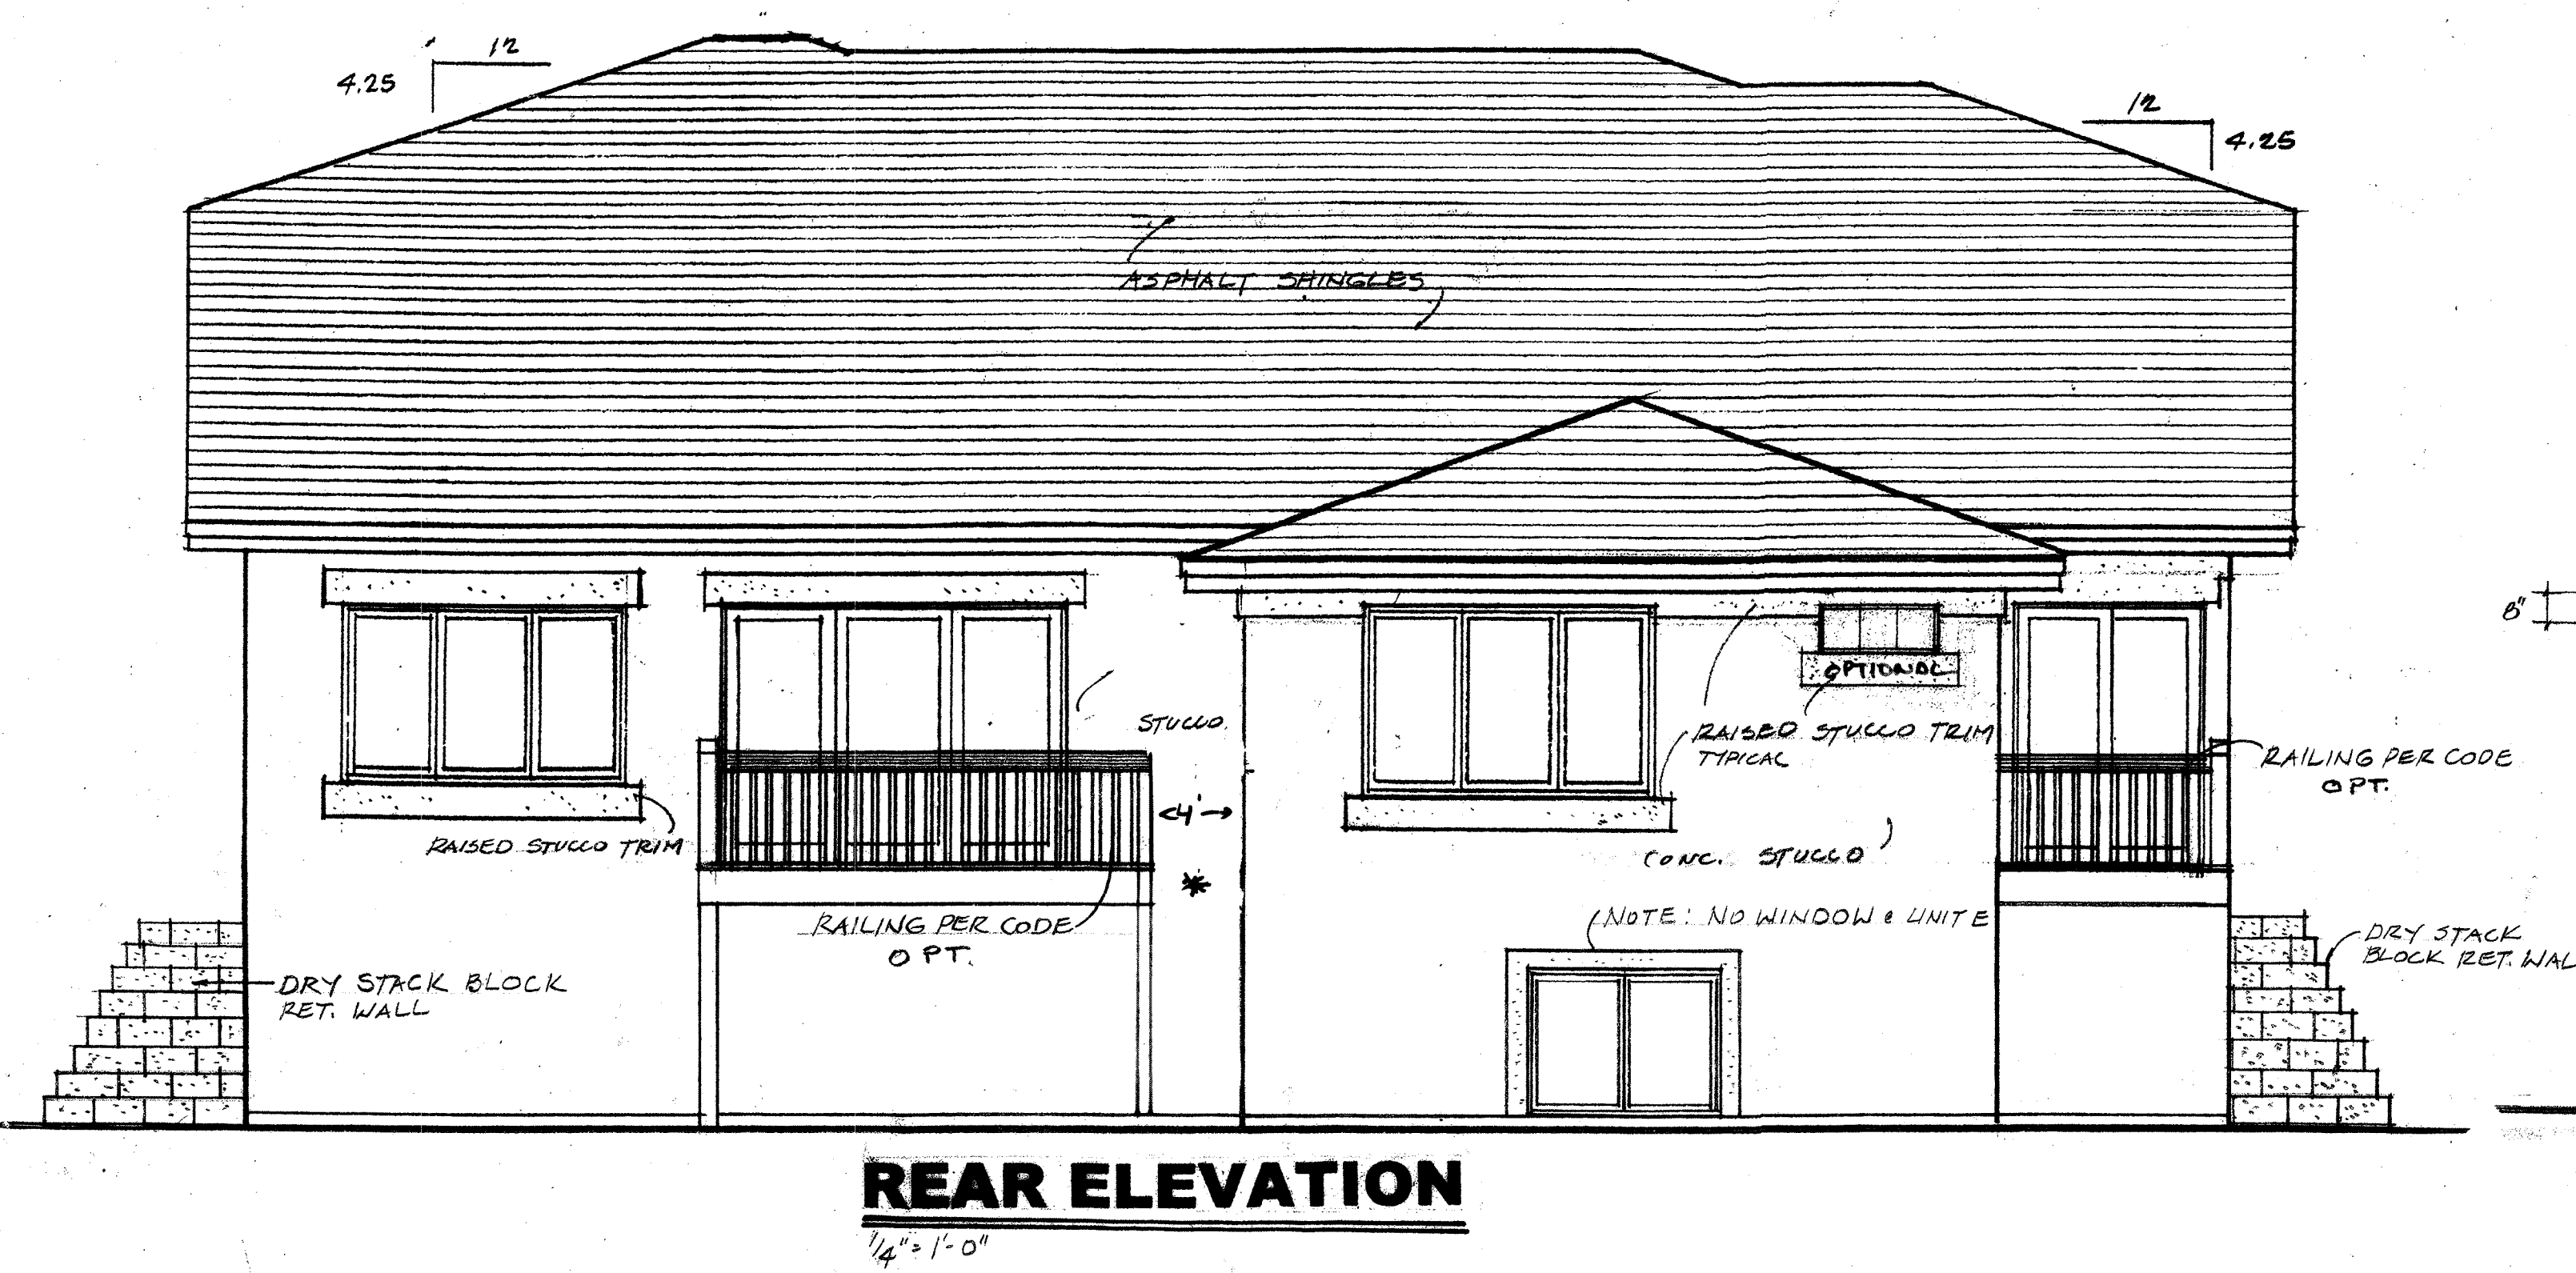 12
4.25
12
4.25
ASPHALT SHINGLES
8"
OPTIONAL
STUCCO
RAISED STUCCO TRIM
TYPICAL
RAILING PER CODE
OPT.
4'
RAISED STUCCO TRIM
CONC. STUCCO
*
RAILING PER CODE
OPT.
NOTE: NO WINDOW @ UNIT E
DRY STACK
BLOCK RET. WAL
DRY STACK BLOCK
RET. WALL
REAR ELEVATION
1/4" = 1'-0"